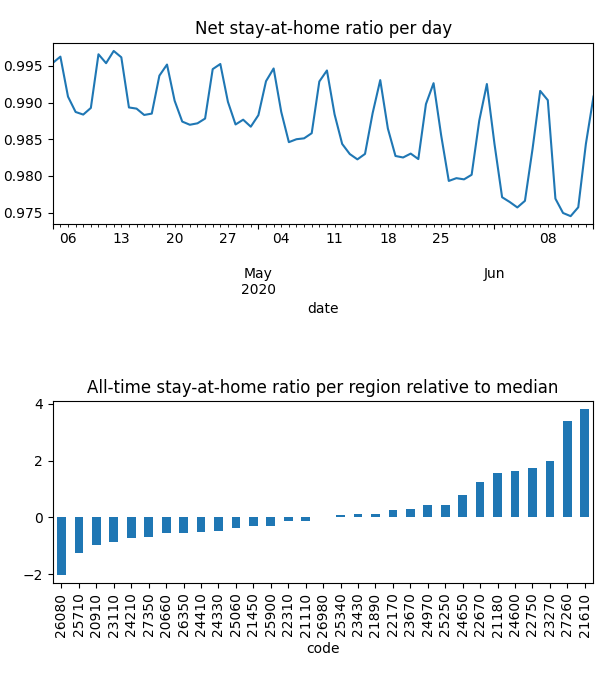 Net stay-at-home ratio per day
0.995
0.990
0.985
0.980
0.975
06 13 20 27 04 11 18 25 08
May Jun
2020
date
All-time stay-at-home ratio per region relative to median
4
2
0
−2
26080 25710 20910 23110 24210 27350 20660 26350 24410 24330 25060 21450 25900 22310 21110 26980 25340 23430 21890 22170 23670 24970 25250 24650 22670 21180 24600 22750 23270 27260 21610
code